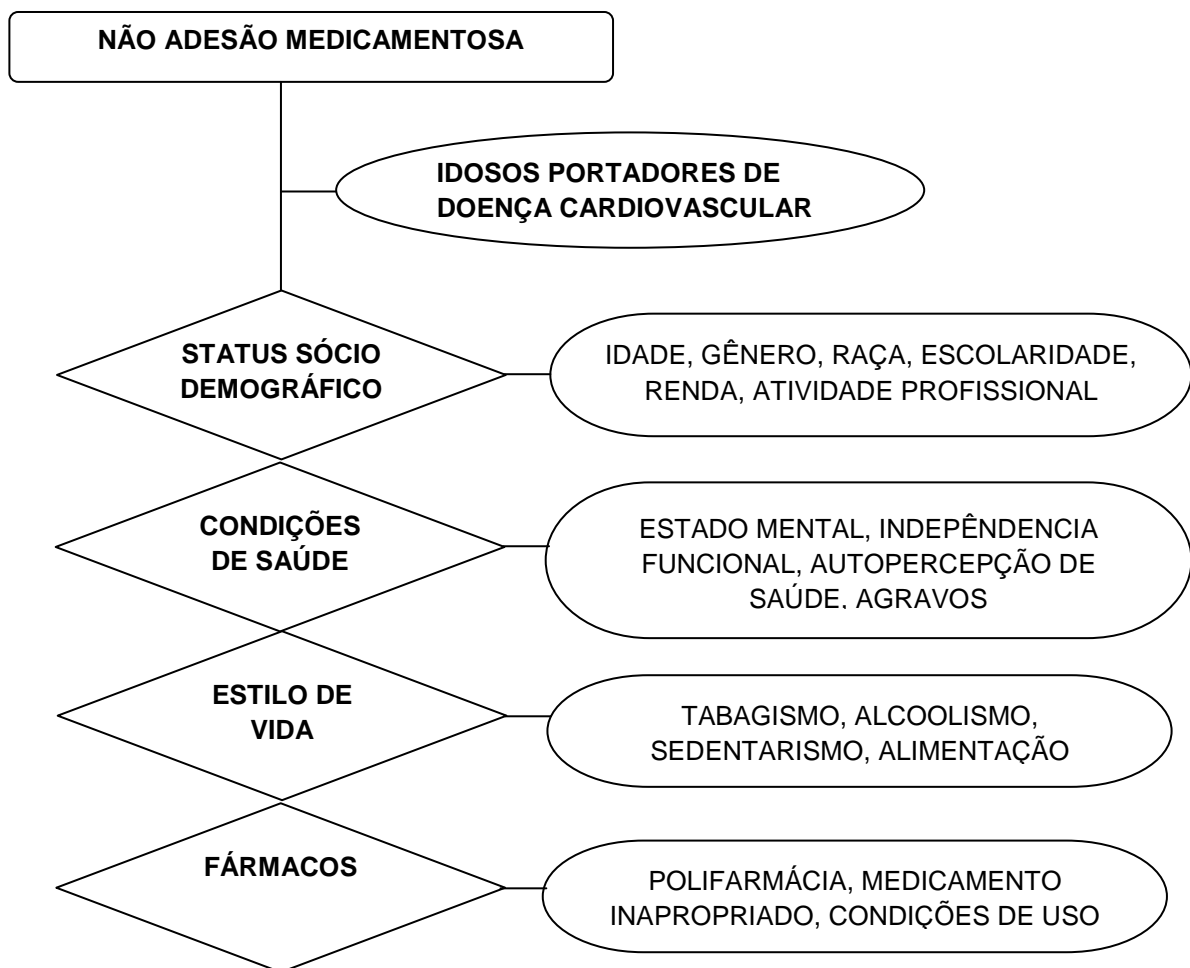 NÃO ADESÃO MEDICAMENTOSA
IDOSOS PORTADORES DE
DOENÇA CARDIOVASCULAR
STATUS SÓCIO
DEMOGRÁFICO
IDADE, GÊNERO, RAÇA, ESCOLARIDADE,
RENDA, ATIVIDADE PROFISSIONAL
CONDIÇÕES
DE SAÚDE
ESTADO MENTAL, INDEPÊNDENCIA
FUNCIONAL, AUTOPERCEPÇÃO DE
SAÚDE, AGRAVOS
ESTILO DE
VIDA
TABAGISMO, ALCOOLISMO,
SEDENTARISMO, ALIMENTAÇÃO
FÁRMACOS
POLIFARMÁCIA, MEDICAMENTO
INAPROPRIADO, CONDIÇÕES DE USO